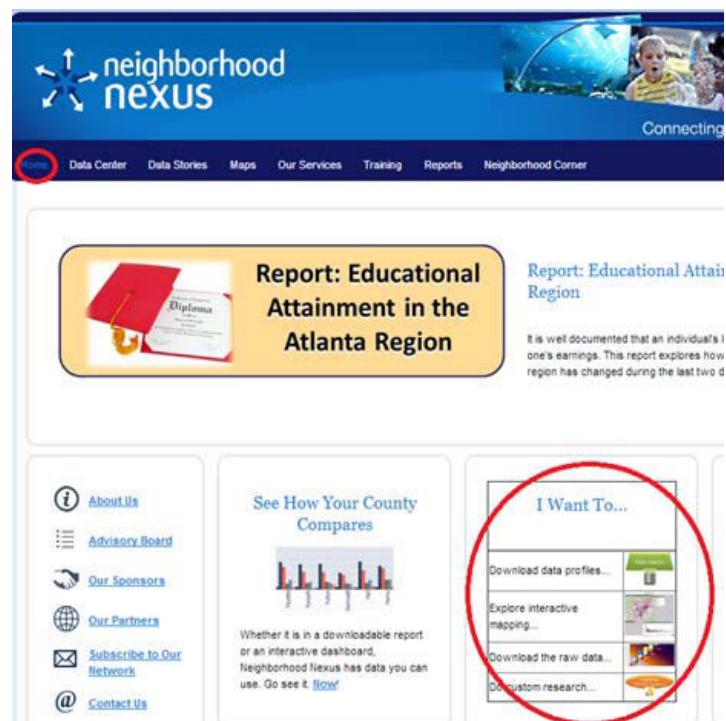 neighborhood
nexus
Connecting
Home Data Center Data Stories Maps Our Services Training Reports Neighborhood Corner
Diploma
Report: Educational
Attainment in the
Atlanta Region
Report: Educational
Region
It is well documented that an individual's
one's earnings. This report explores how
region has changed during the last two
About Us
Advisory Board
Our Sponsors
Our Partners
Subscribe to Our
Network
Contact Us
See How Your County
Compares
Whether it is in a downloadable report
or an interactive dashboard,
Neighborhood Nexus has data you can
use. Go see it. Now!
I Want To...
Download data profiles...
Explore interactive
mapping...
Download the raw data...
Do custom research...